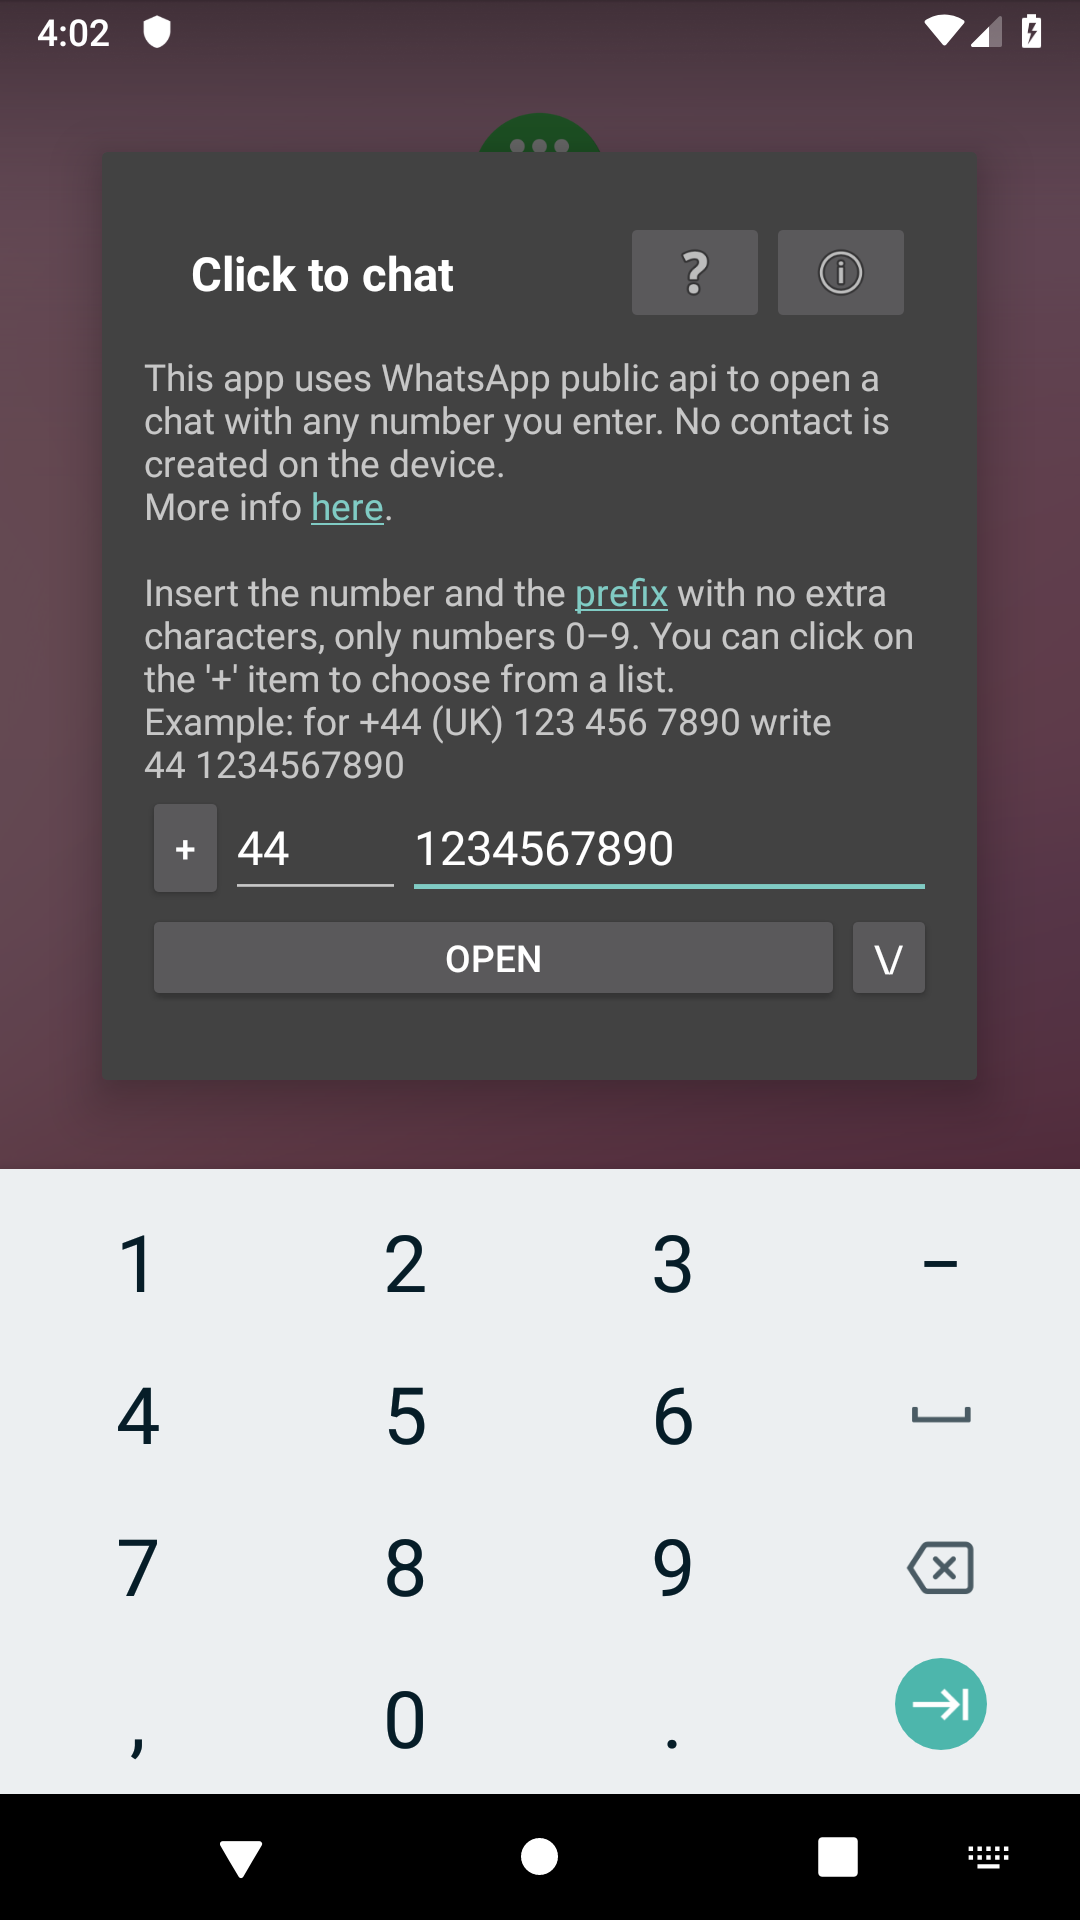 4:02
Click to chat
?
This app uses WhatsApp public api to open a
chat with any number you enter. No contact is
created on the device.
More info here.
Insert the number and the prefix with no extra
characters, only numbers 0–9. You can click on
the '+' item to choose from a list.
Example: for +44 (UK) 123 456 7890 write
44 1234567890
+ 44 1234567890
OPEN \/
1 2 3 –
4 5 6
7 8 9
, 0 .